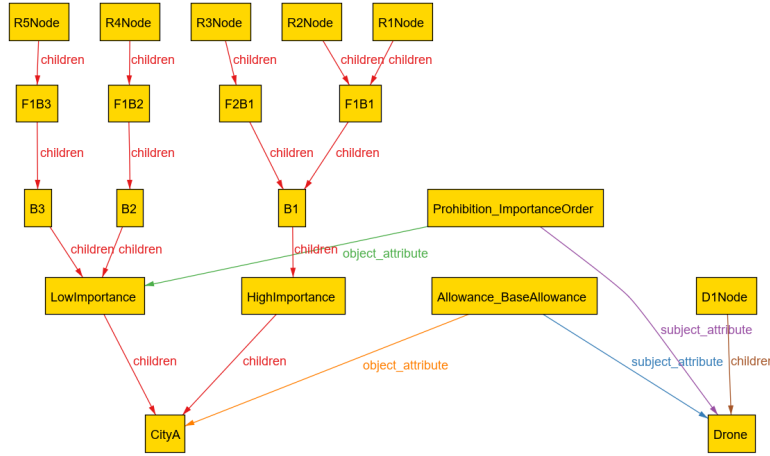 R5Node R4Node R3Node R2Node R1Node
children children children children children
F1B3 F1B2 F2B1 F1B1
children children children children
B3 B2 B1 Prohibition_ImportanceOrder
children children children object_attribute
LowImportance HighImportance Allowance_BaseAllowance D1Node
subject_attribute
children children object_attribute subject_attribute children
CityA Drone